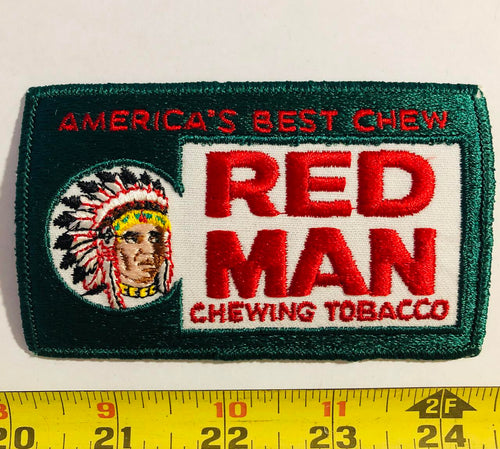 AMERICA'S BEST CHEW
RED
MAN
CHEWING TOBACCO
8 9 10 11 2F
20 21 22 23 24